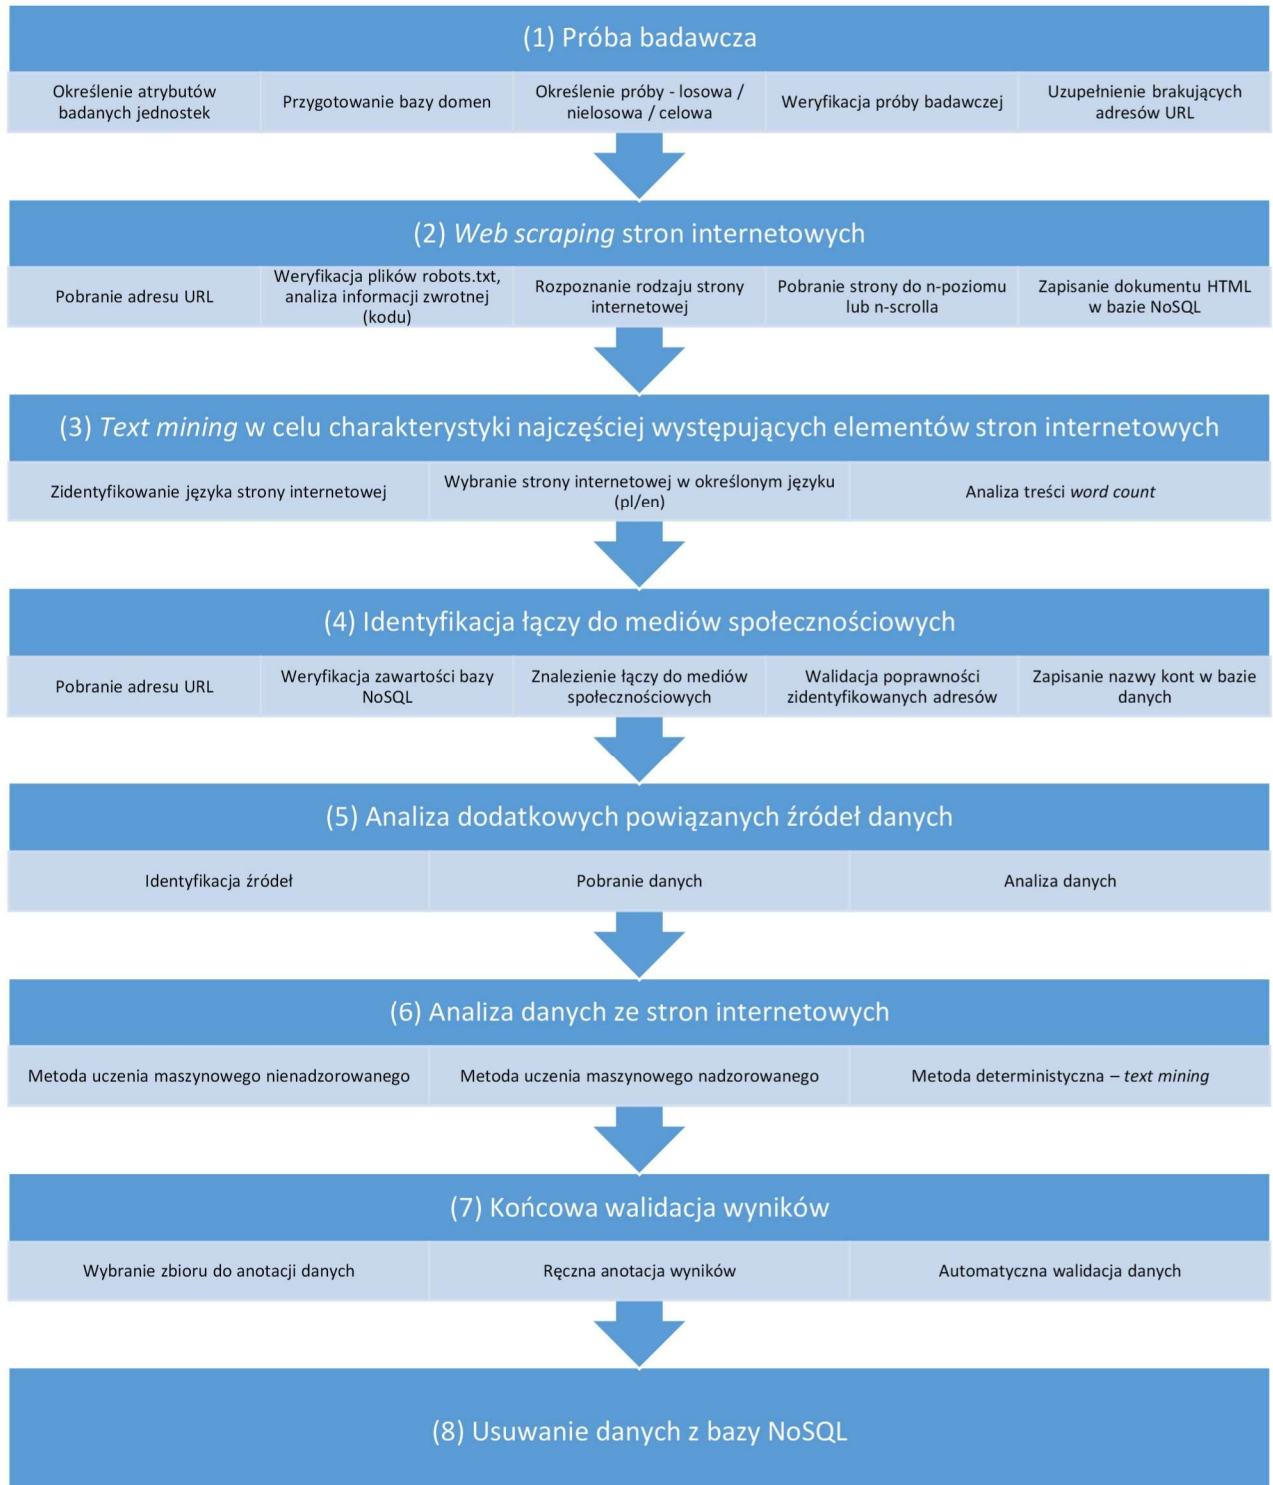 (1) Próba badawcza
Określenie atrybutów
badanych jednostek
Przygotowanie bazy domen
Określenie próby - losowa /
nielosowa / celowa
Weryfikacja próby badawczej
Uzupełnienie brakujących
adresów URL
(2) Web scraping stron internetowych
Pobranie adresu URL
Weryfikacja plików robots.txt,
analiza informacji zwrotnej
(kodu)
Rozpoznanie rodzaju strony
internetowej
Pobranie strony do n-poziomu
lub n-scrolla
Zapisanie dokumentu HTML
w bazie NoSQL
(3) Text mining w celu charakterystyki najczęściej występujących elementów stron internetowych
Zidentyfikowanie języka strony internetowej
Wybranie strony internetowej w określonym języku
(pl/en)
Analiza treści word count
(4) Identyfikacja łączy do mediów społecznościowych
Pobranie adresu URL
Weryfikacja zawartości bazy
NoSQL
Znalezienie łączy do mediów
społecznościowych
Walidacja poprawności
zidentyfikowanych adresów
Zapisanie nazwy kont w bazie
danych
(5) Analiza dodatkowych powiązanych źródeł danych
Identyfikacja źródeł
Pobranie danych
Analiza danych
(6) Analiza danych ze stron internetowych
Metoda uczenia maszynowego nienadzorowanego
Metoda uczenia maszynowego nadzorowanego
Metoda deterministyczna – text mining
(7) Końcowa walidacja wyników
Wybranie zbioru do anotacji danych
Ręczna anotacja wyników
Automatyczna walidacja danych
(8) Usuwanie danych z bazy NoSQL